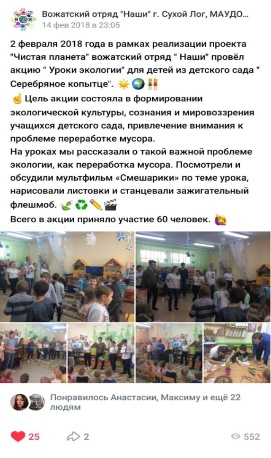 Вожатский отряд "Наши" г. Сухой Лог, МАУДО...
14 фев 2018 в 23:05
2 февраля 2018 года в рамках реализации проекта
"Чистая планета" вожатский отряд " Наши" провёл
акцию " Уроки экологии" для детей из детского сада "
Серебряное копытце".
Цель акции состояла в формировании
экологической культуры, сознания и мировоззрения
учащихся детского сада, привлечение внимания к
проблеме переработке мусора.
На уроках мы рассказали о такой важной проблеме
экологии, как переработка мусора. Посмотрели и
обсудили мультфильм «Смешарики» по теме урока,
нарисовали листовки и станцевали зажигательный
флешмоб.
Всего в акции приняло участие 60 человек.
Понравилось Анастасии, Максиму и ещё 22
людям
25
2
552